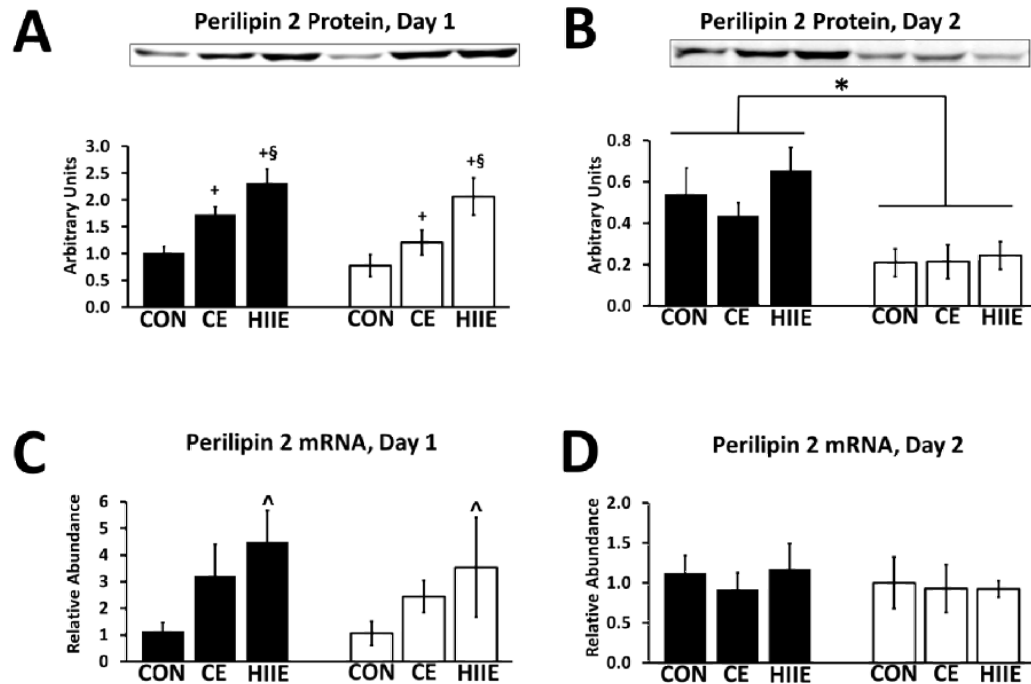 A
Perilipin 2 Protein, Day 1
Arbitrary Units
3.0
2.5
2.0
1.5
1.0
0.5
0.0
+
+§
+
+§
CON CE HIIE CON CE HIIE
B
Perilipin 2 Protein, Day 2
*
Arbitrary Units
0.8
0.6
0.4
0.2
0.0
CON CE HIIE CON CE HIIE
C
Perilipin 2 mRNA, Day 1
Relative Abundance
6
5
4
3
2
1
0
^
^
CON CE HIIE CON CE HIIE
D
Perilipin 2 mRNA, Day 2
Relative Abundance
2.0
1.5
1.0
0.5
0.0
CON CE HIIE CON CE HIIE